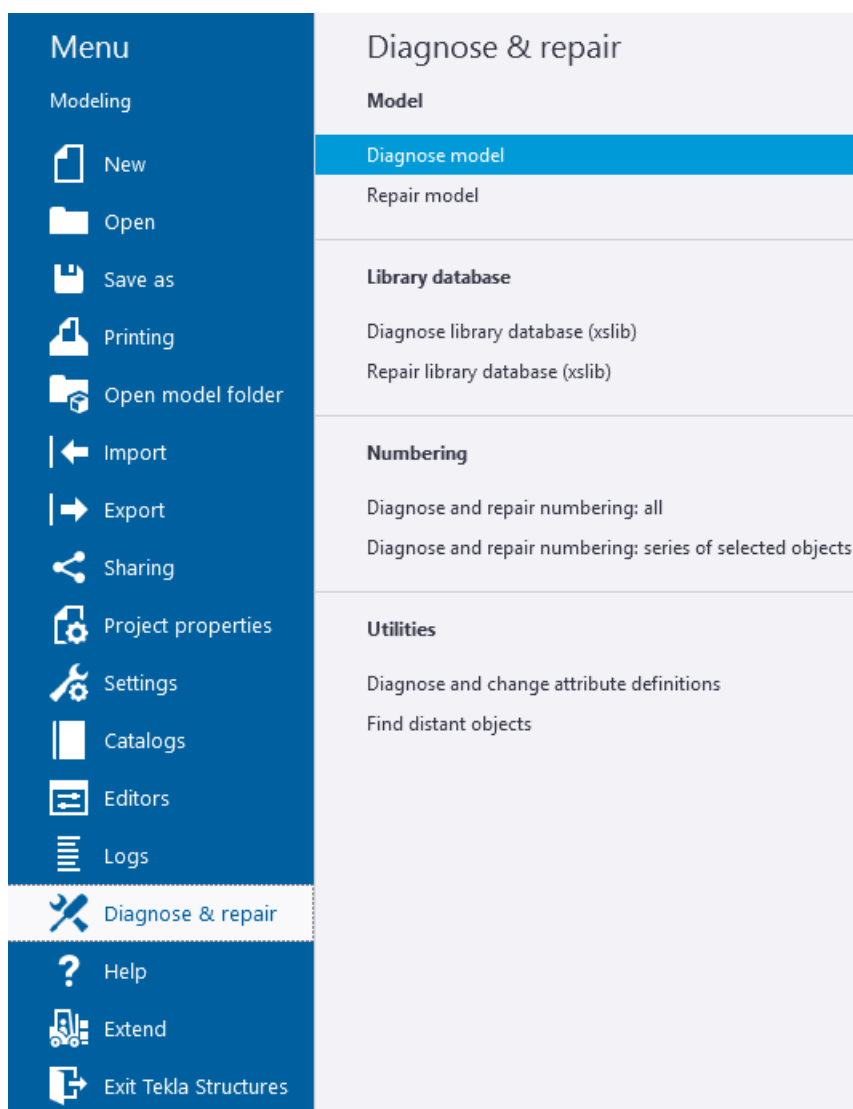 Menu
Modeling
New
Open
Save as
Printing
Open model folder
Import
Export
Sharing
Project properties
Settings
Catalogs
Editors
Logs
Diagnose & repair
Help
Extend
Exit Tekla Structures
Diagnose & repair
Model
Diagnose model
Repair model
Library database
Diagnose library database (xslib)
Repair library database (xslib)
Numbering
Diagnose and repair numbering: all
Diagnose and repair numbering: series of selected objects
Utilities
Diagnose and change attribute definitions
Find distant objects